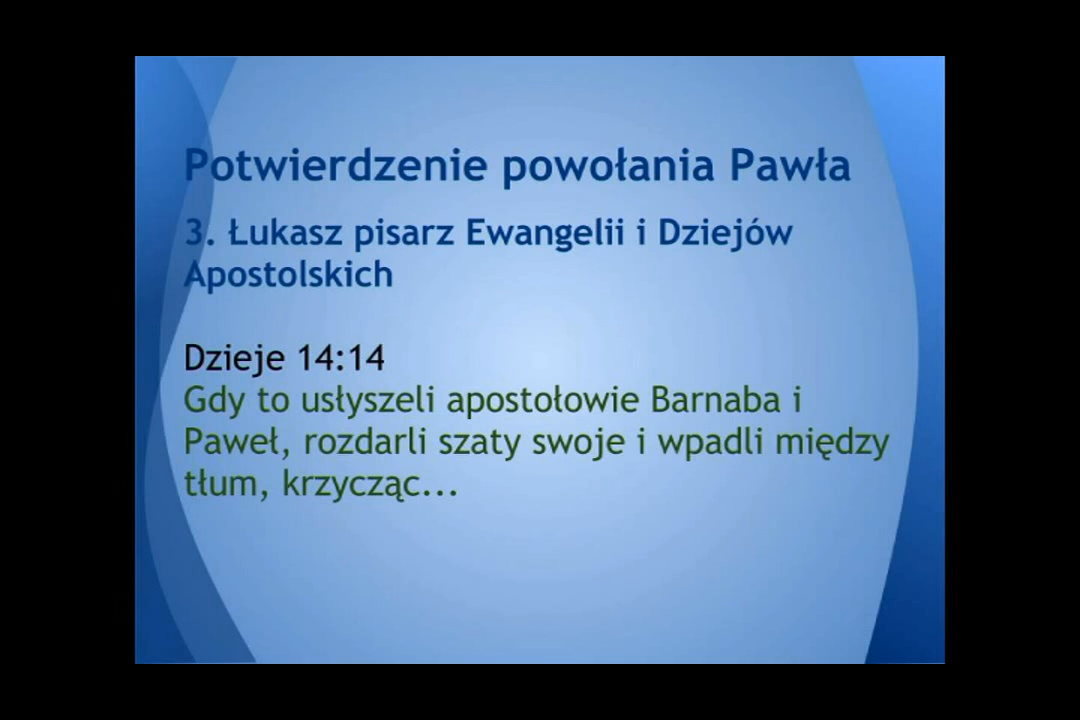 Potwierdzenie powołania Pawła
3. Łukasz pisarz Ewangelii i Dziejów
Apostolskich
Dzieje 14:14
Gdy to usłyszeli apostołowie Barnaba i
Paweł, rozdarli szaty swoje i wpadli między
tłum, krzycząc...